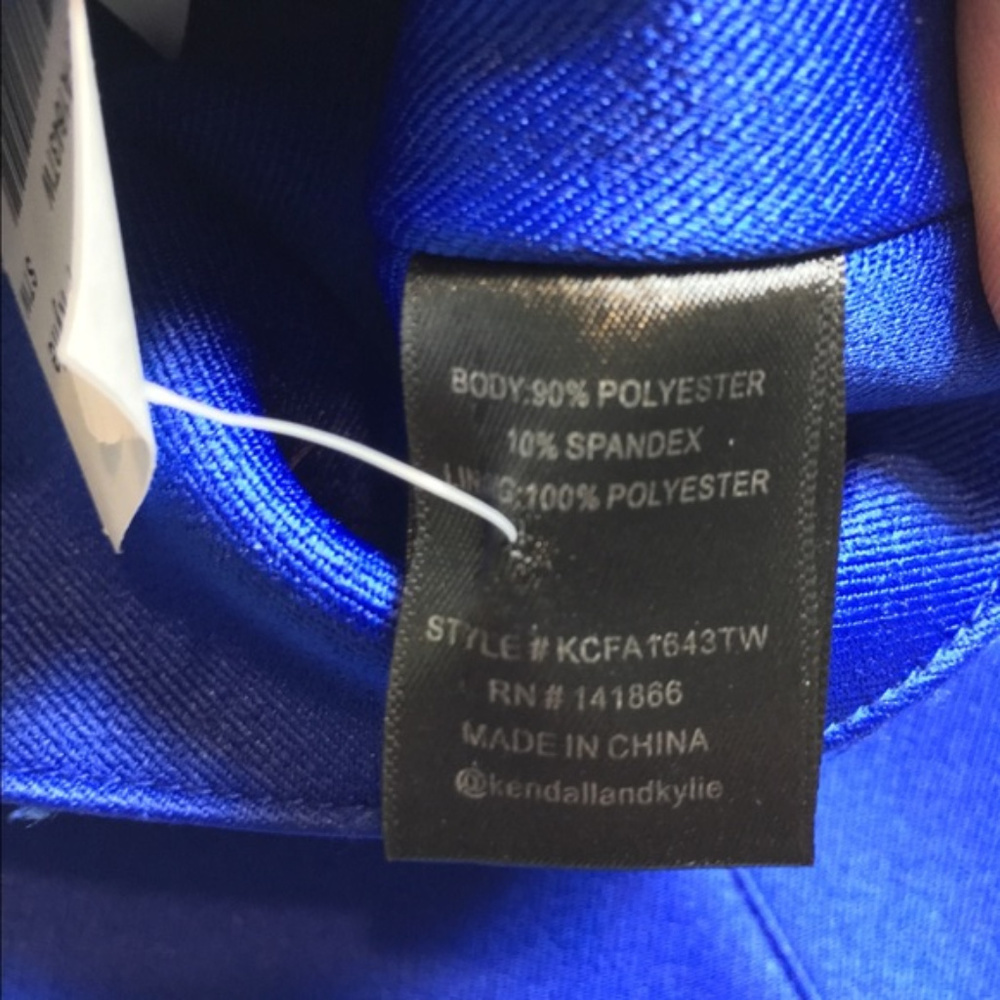 BODY:90% POLYESTER
10% SPANDEX
:100% POLYESTER
STYLE # KCFA1643TW
RN # 141866
MADE IN CHINA
@kendallandkylie